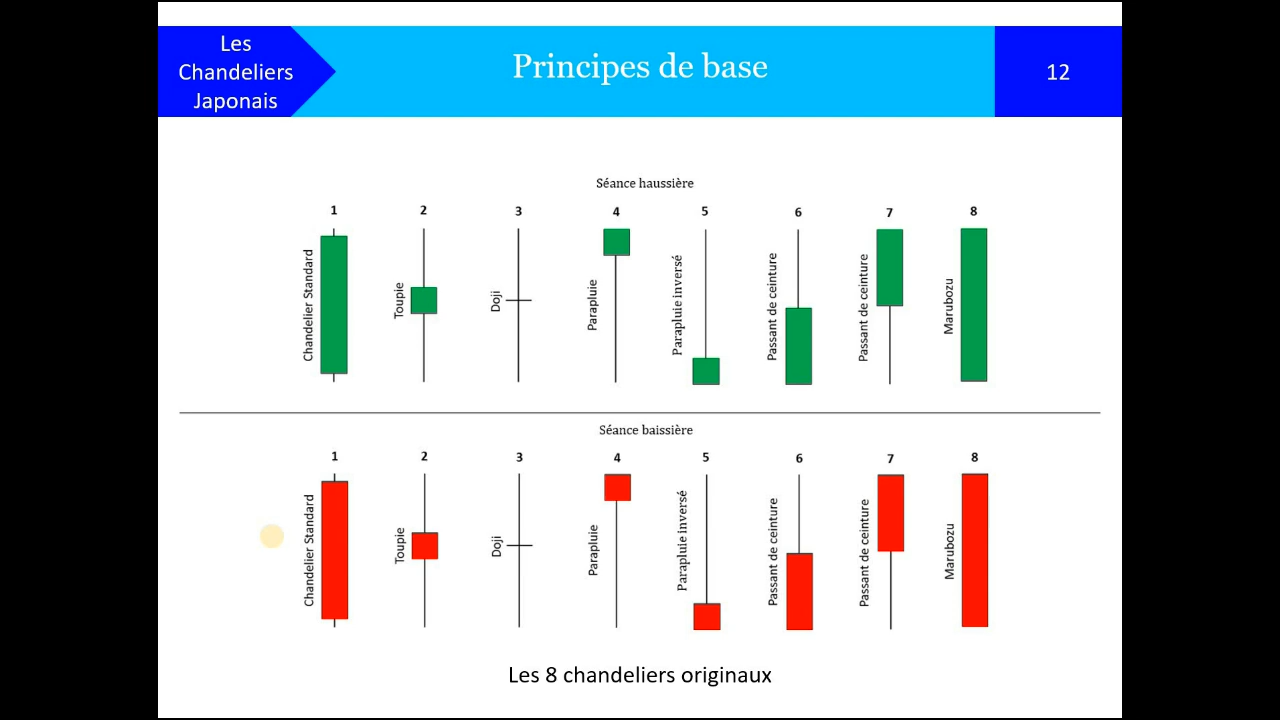 Les
Chandeliers
Japonais
Principes de base
12
Séance haussière
1 2 3 4 5 6 7 8
Chandelier Standard
Toupie
Doji
Parapluie
Parapluie inversé
Passant de ceinture
Passant de ceinture
Marubozu
Séance baissière
1 2 3 4 5 6 7 8
Chandelier Standard
Toupie
Doji
Parapluie
Parapluie inversé
Passant de ceinture
Passant de ceinture
Marubozu
Les 8 chandeliers originaux